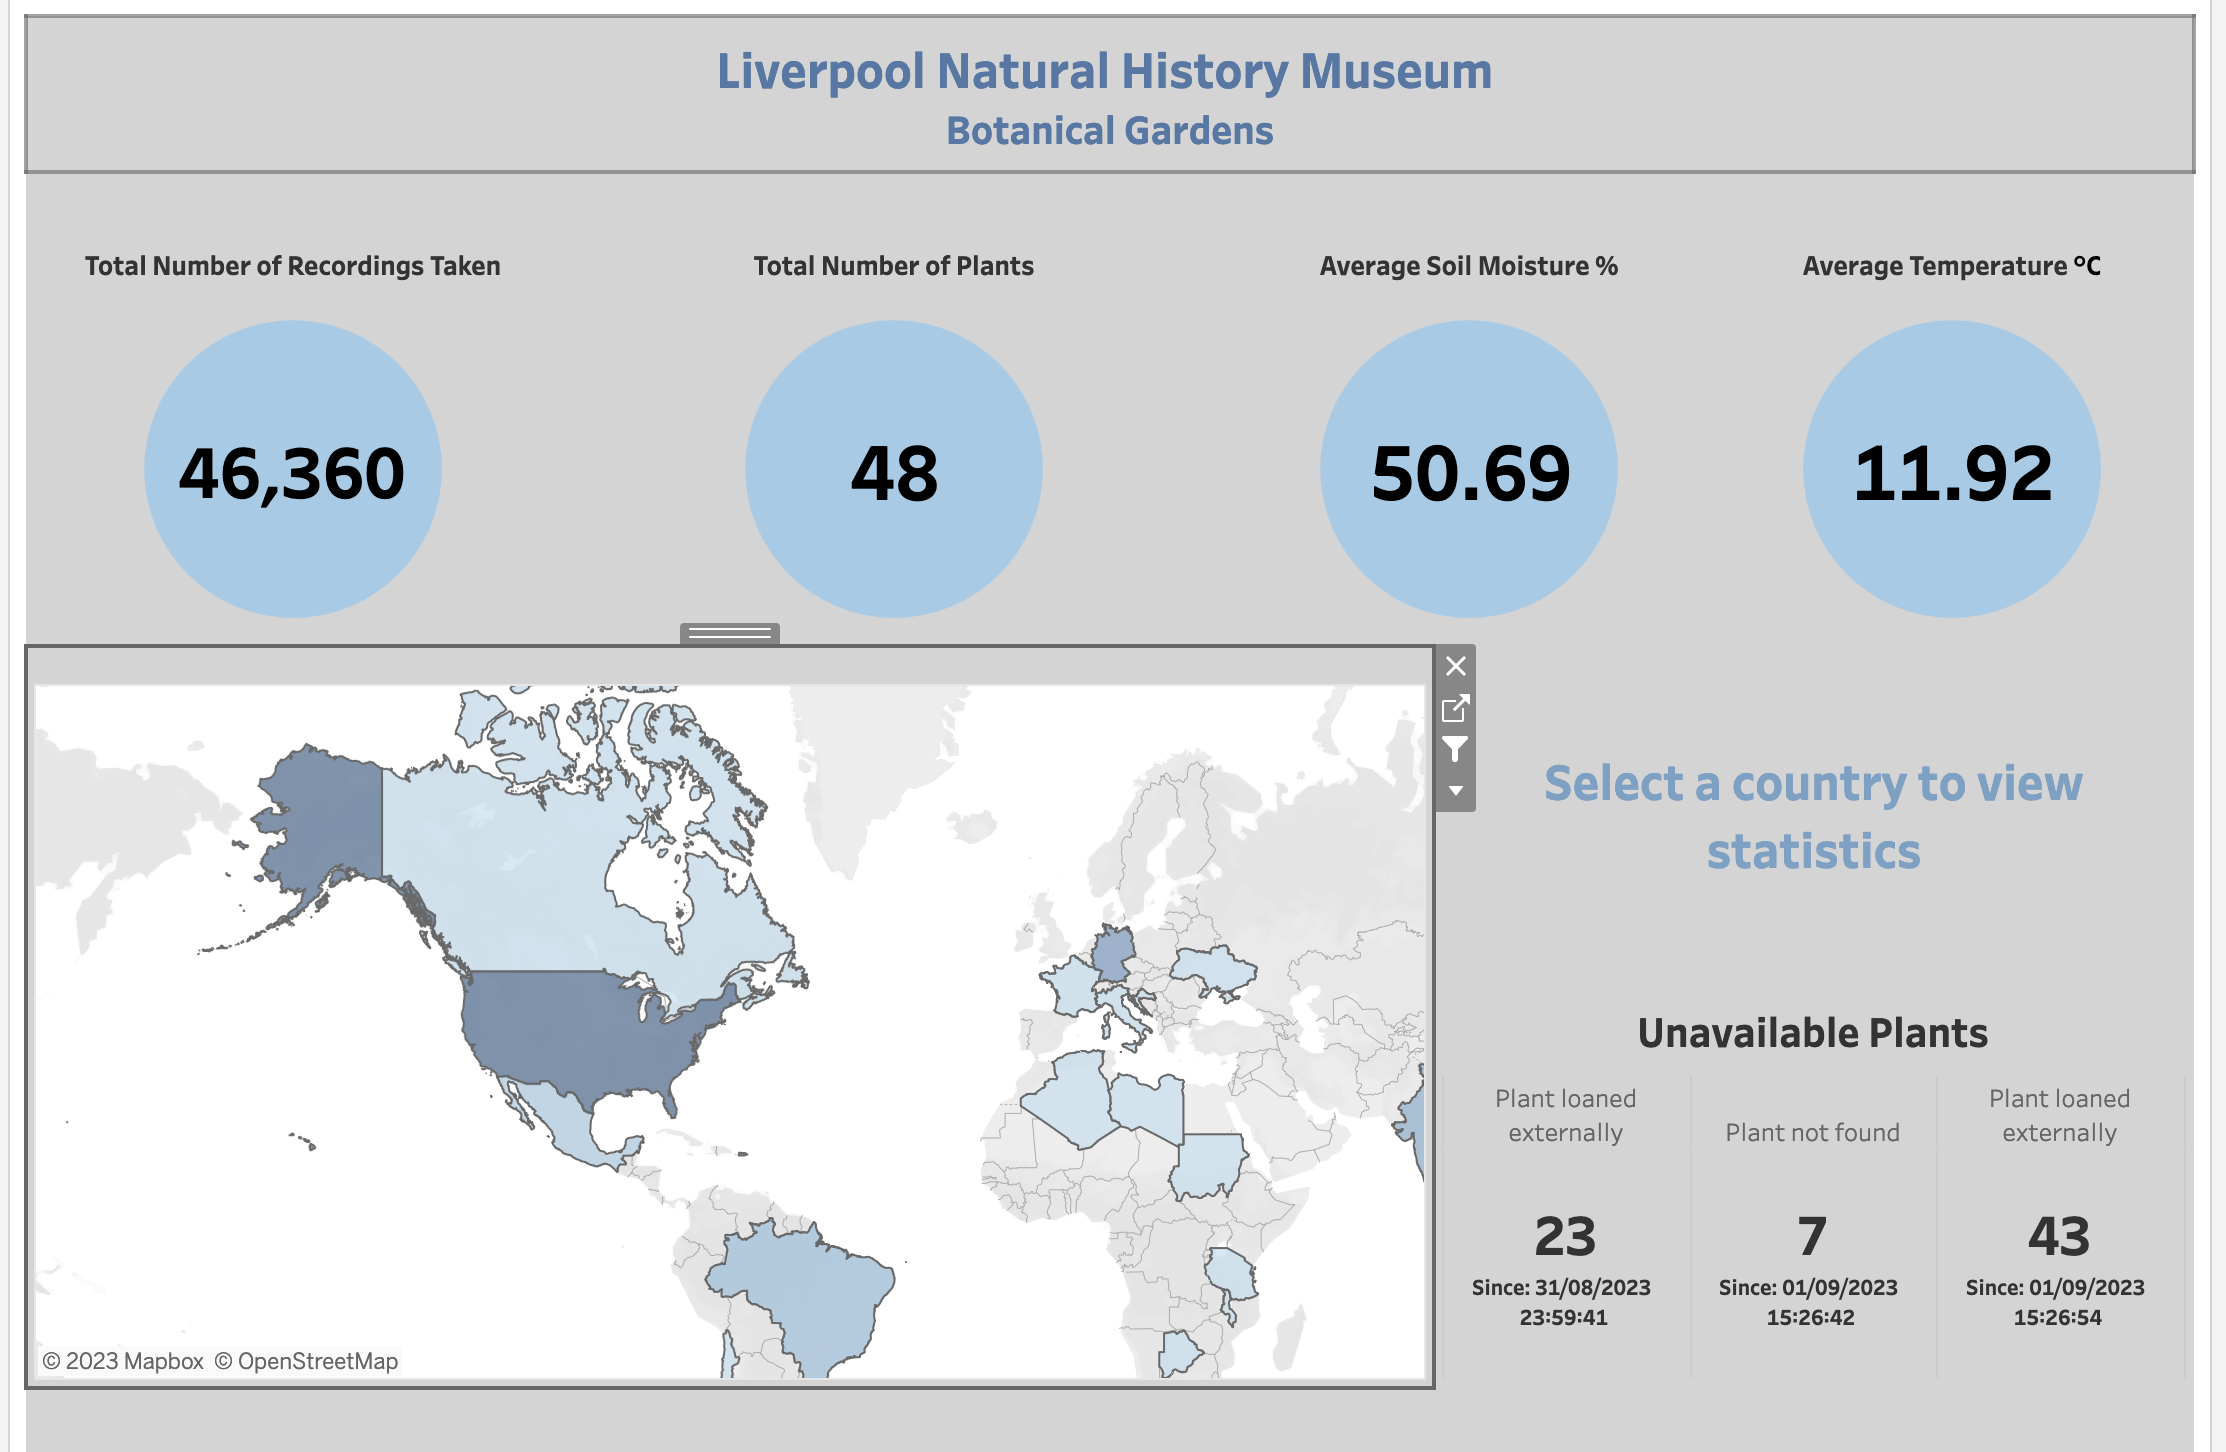 Liverpool Natural History Museum
Botanical Gardens
Total Number of Recordings Taken
Total Number of Plants
Average Soil Moisture %
Average Temperature °C
46,360
48
50.69
11.92
Select a country to view
statistics
Unavailable Plants
Plant loaned
externally
23
Since: 31/08/2023
23:59:41
Plant not found
7
Since: 01/09/2023
15:26:42
Plant loaned
externally
43
Since: 01/09/2023
15:26:54
© 2023 Mapbox © OpenStreetMap